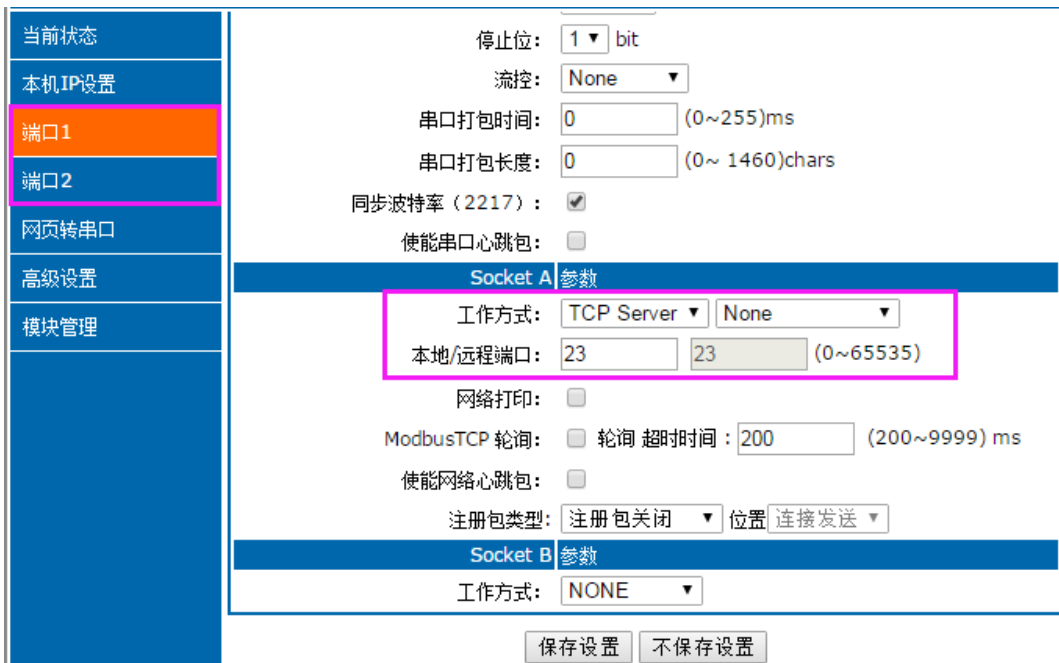 当前状态
本机IP设置
端口1
端口2
网页转串口
高级设置
模块管理
停止位： 1 bit
流控： None
串口打包时间： 0 (0~255)ms
串口打包长度： 0 (0~ 1460)chars
同步波特率（2217）：
使能串口心跳包：
Socket A 参数
工作方式： TCP Server None
本地/远程端口： 23 23 (0~65535)
网络打印：
ModbusTCP 轮询： 轮询 超时时间 : 200 (200~9999) ms
使能网络心跳包：
注册包类型: 注册包关闭 位置 连接发送
Socket B 参数
工作方式： NONE
保存设置 不保存设置